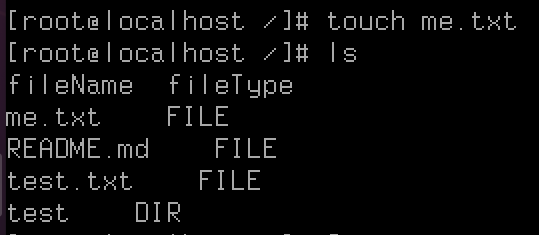 [root@localhost /]# touch me.txt
[root@localhost /]# ls
fileName  fileType
me.txt    FILE
README.md    FILE
test.txt    FILE
test    DIR